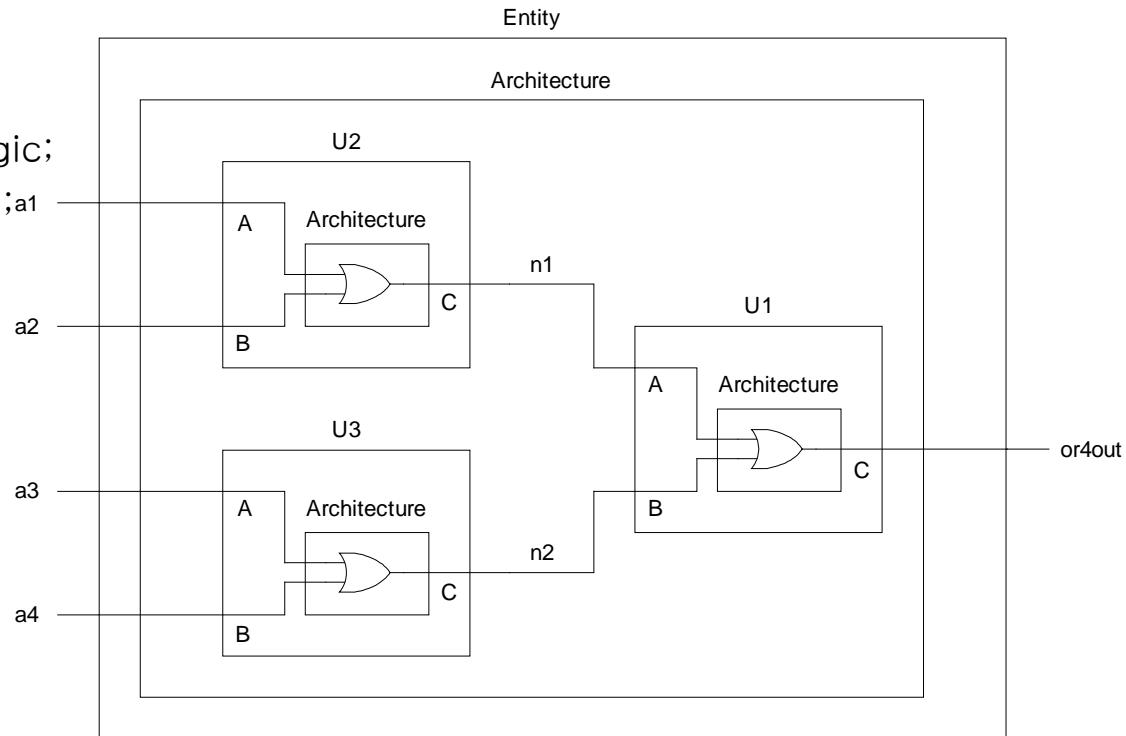 Entity
Architecture
gic;
U2
;a1
A
Architecture
n1
C
U1
a2
B
A
Architecture
U3
or4out
C
a3
A
Architecture
B
n2
C
a4
B